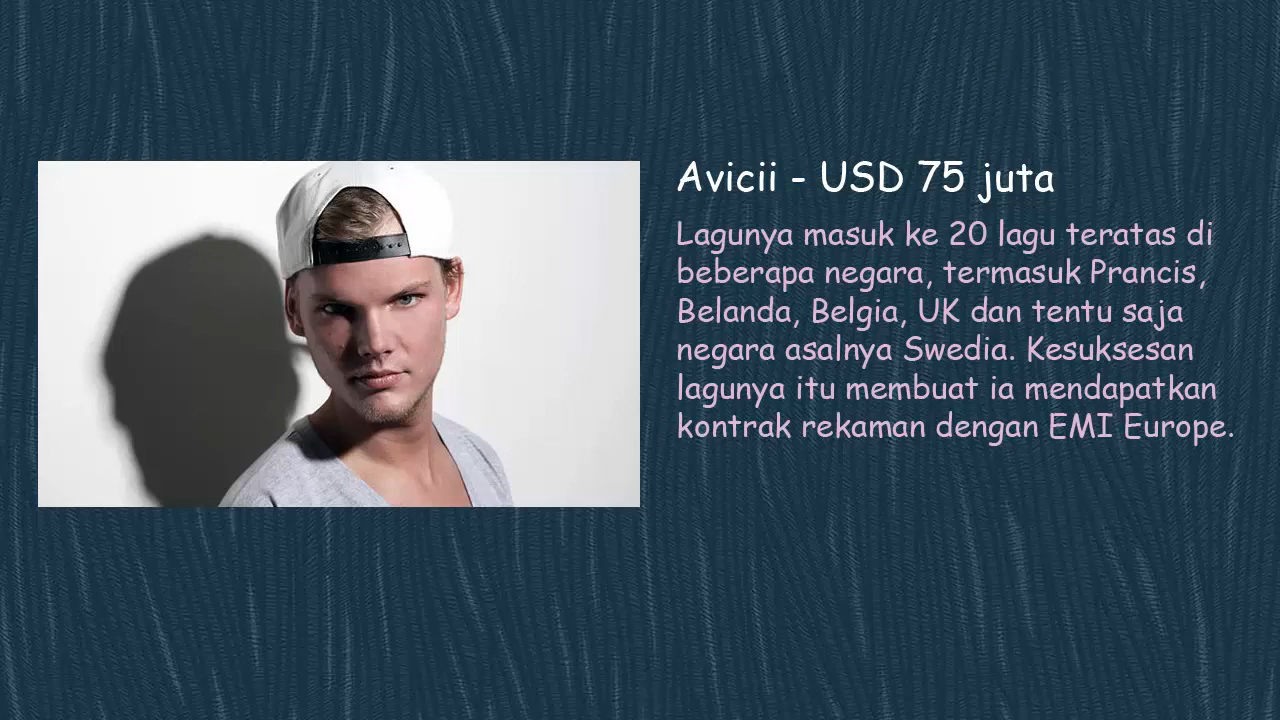 Avicii - USD 75 juta
Lagunya masuk ke 20 lagu teratas di
beberapa negara, termasuk Prancis,
Belanda, Belgia, UK dan tentu saja
negara asalnya Swedia. Kesuksesan
lagunya itu membuat ia mendapatkan
kontrak rekaman dengan EMI Europe.